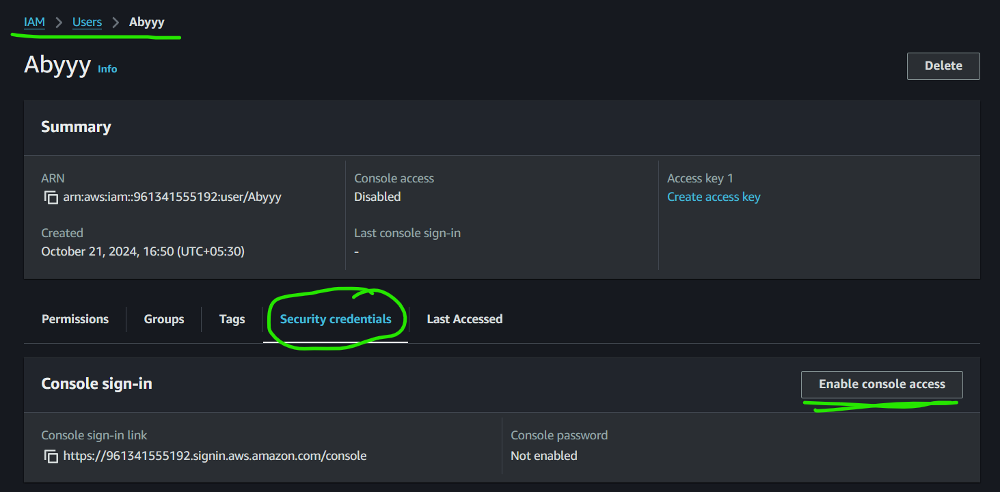 IAM > Users > Abyyy
Abyyy Info
Delete
Summary
ARN
arn:aws:iam::961341555192:user/Abyyy
Created
October 21, 2024, 16:50 (UTC+05:30)
Console access
Disabled
Last console sign-in
-
Access key 1
Create access key
Permissions Groups Tags Security credentials Last Accessed
Console sign-in
Enable console access
Console sign-in link
https://961341555192.signin.aws.amazon.com/console
Console password
Not enabled